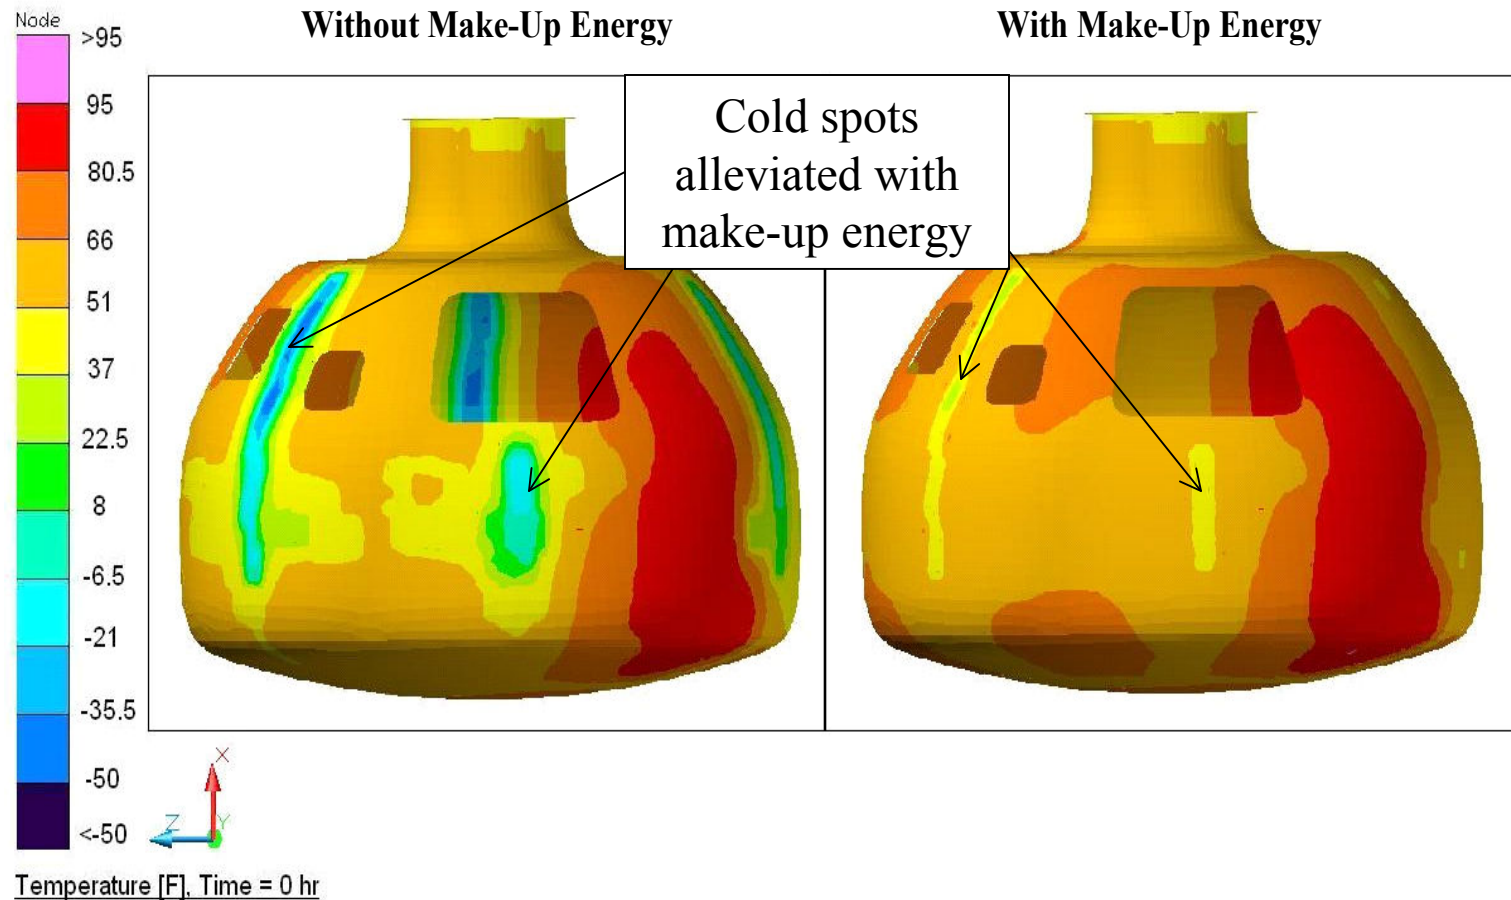 Node
Without Make-Up Energy
With Make-Up Energy
>95
95
80.5
66
51
37
22.5
8
-6.5
-21
-35.5
-50
<-50
Cold spots
alleviated with
make-up energy
X
Z
Y
Temperature [F], Time = 0 hr